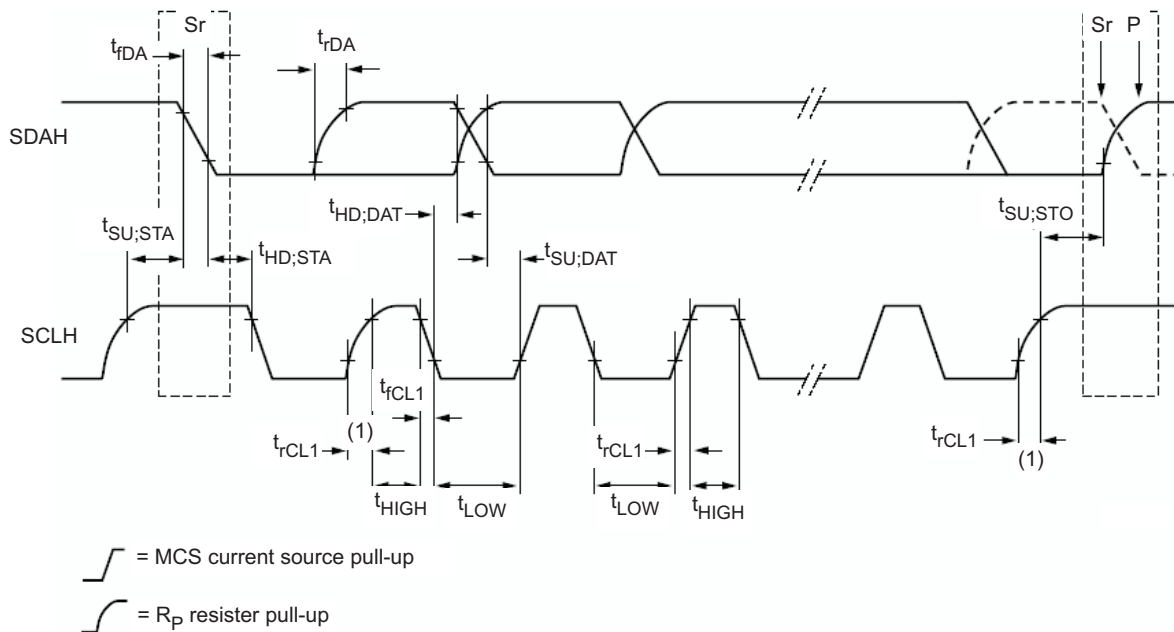 Sr
Sr P
tfDA
trDA
SDAH
tSU;STA
tHD;STA
tHD;DAT
tSU;DAT
tSU;STO
SCLH
tfCL1
trCL1
(1)
trCL1
trCL1
(1)
tHIGH
tLOW
tLOW
tHIGH
= MCS current source pull-up
= RP resister pull-up